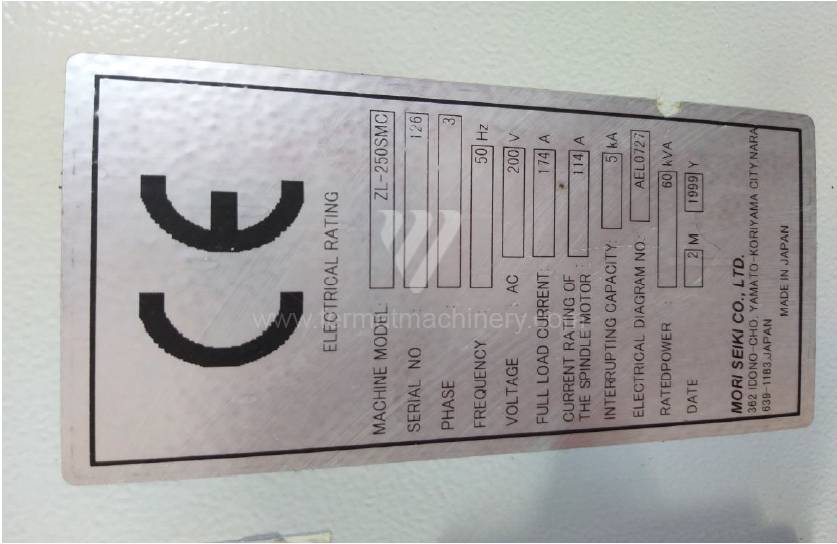 CE
ELECTRICAL RATING
MACHINE MODEL: ZL-250SMC
SERIAL NO : 126
PHASE : 3
FREQUENCY : 50 Hz
VOLTAGE : AC 200 V
FULL LOAD CURRENT: 174 A
CURRENT RATING OF
THE SPINDLE MOTOR : 114 A
INTERRUPTING CAPACITY: 5 kA
ELECTRICAL DIAGRAM NO.: AEL0727
RATEDPOWER 60 kVA
DATE 2 M 1999 Y
MORI SEIKI CO., LTD.
362 IDONO-CHO, YAMATO-KORIYAMA CITY, NARA
639-1183, JAPAN
MADE IN JAPAN